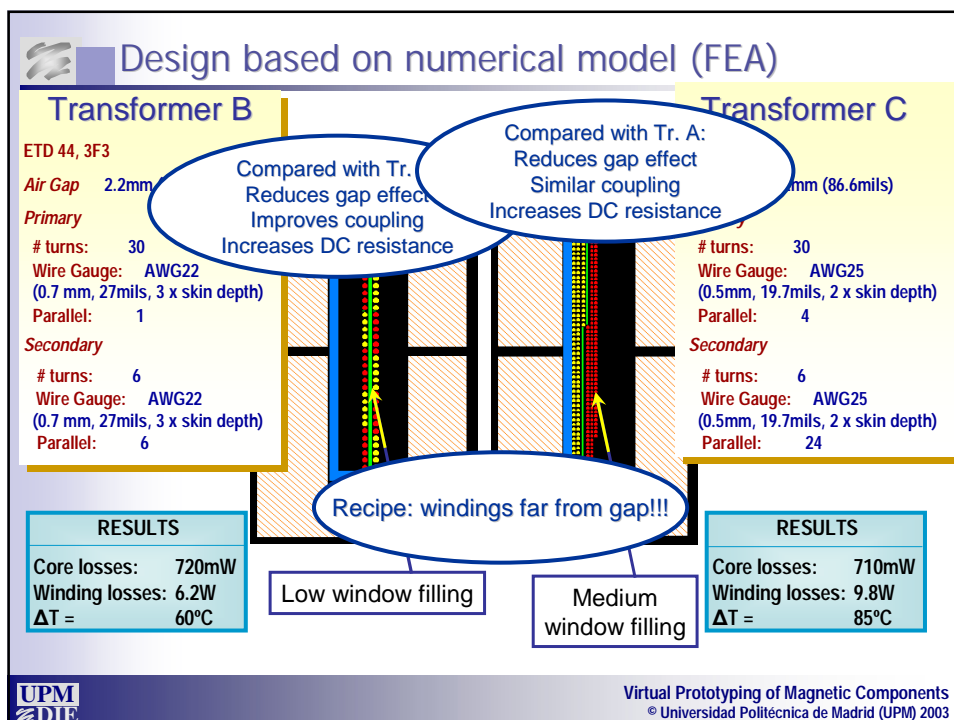 Design based on numerical model (FEA)
Transformer B
ETD 44, 3F3
Air Gap 2.2mm
Primary
# turns: 30
Wire Gauge: AWG22
(0.7 mm, 27mils, 3 x skin depth)
Parallel: 1
Secondary
# turns: 6
Wire Gauge: AWG22
(0.7 mm, 27mils, 3 x skin depth)
Parallel: 6
Compared with Tr.
Reduces gap effect
Improves coupling
Increases DC resistance
Compared with Tr. A:
Reduces gap effect
Similar coupling
Increases DC resistance
Transformer C
mm (86.6mils)
# turns: 30
Wire Gauge: AWG25
(0.5mm, 19.7mils, 2 x skin depth)
Parallel: 4
Secondary
# turns: 6
Wire Gauge: AWG25
(0.5mm, 19.7mils, 2 x skin depth)
Parallel: 24
Recipe: windings far from gap!!!
RESULTS
Core losses: 720mW
Winding losses: 6.2W
ΔT = 60ºC
Low window filling
Medium
window filling
RESULTS
Core losses: 710mW
Winding losses: 9.8W
ΔT = 85ºC
UPM
DIE
Virtual Prototyping of Magnetic Components
© Universidad Politécnica de Madrid (UPM) 2003